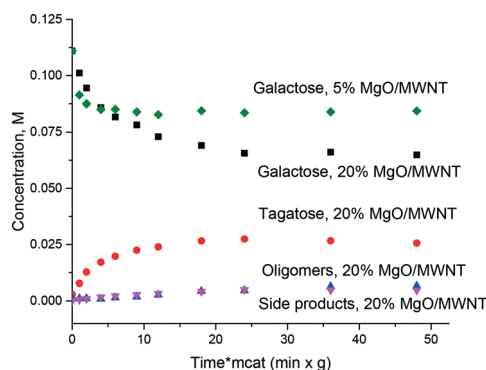 0.125
0.100
0.075
0.050
0.025
0.000
Concentration, M
Galactose, 5% MgO/MWNT
Galactose, 20% MgO/MWNT
Tagatose, 20% MgO/MWNT
Oligomers, 20% MgO/MWNT
Side products, 20% MgO/MWNT
0 10 20 30 40 50
Time*mcat (min x g)